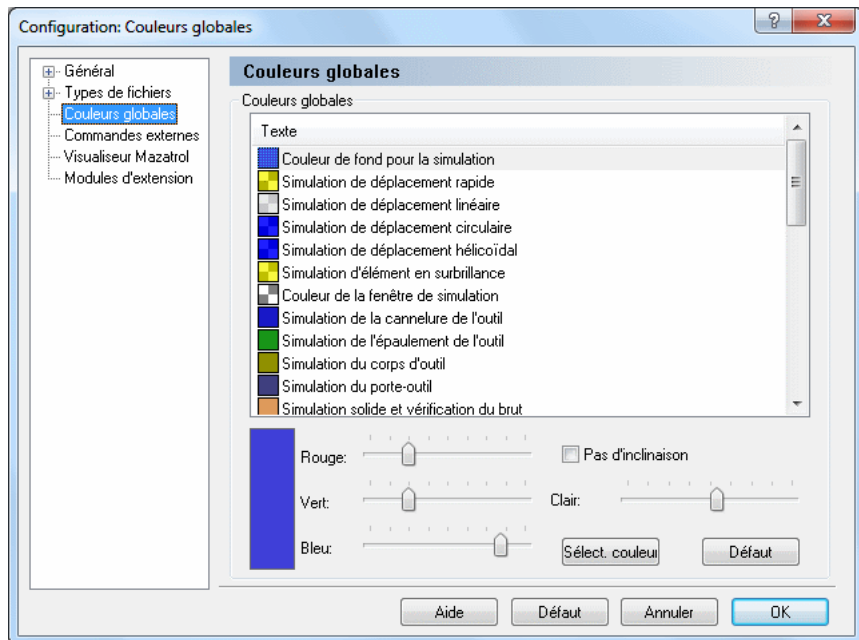 Configuration: Couleurs globales
Général
Types de fichiers
Couleurs globales
Commandes externes
Visualiseur Mazatrol
Modules d'extension
Couleurs globales
Couleurs globales
Texte
Couleur de fond pour la simulation
Simulation de déplacement rapide
Simulation de déplacement linéaire
Simulation de déplacement circulaire
Simulation de déplacement hélicoïdal
Simulation d'élément en surbrillance
Couleur de la fenêtre de simulation
Simulation de la cannelure de l'outil
Simulation de l'épaulement de l'outil
Simulation du corps d'outil
Simulation du porte-outil
Simulation solide et vérification du brut
Rouge:
Pas d'inclinaison
Vert:
Clair:
Bleu:
Sélect. couleur
Défaut
Aide
Défaut
Annuler
OK